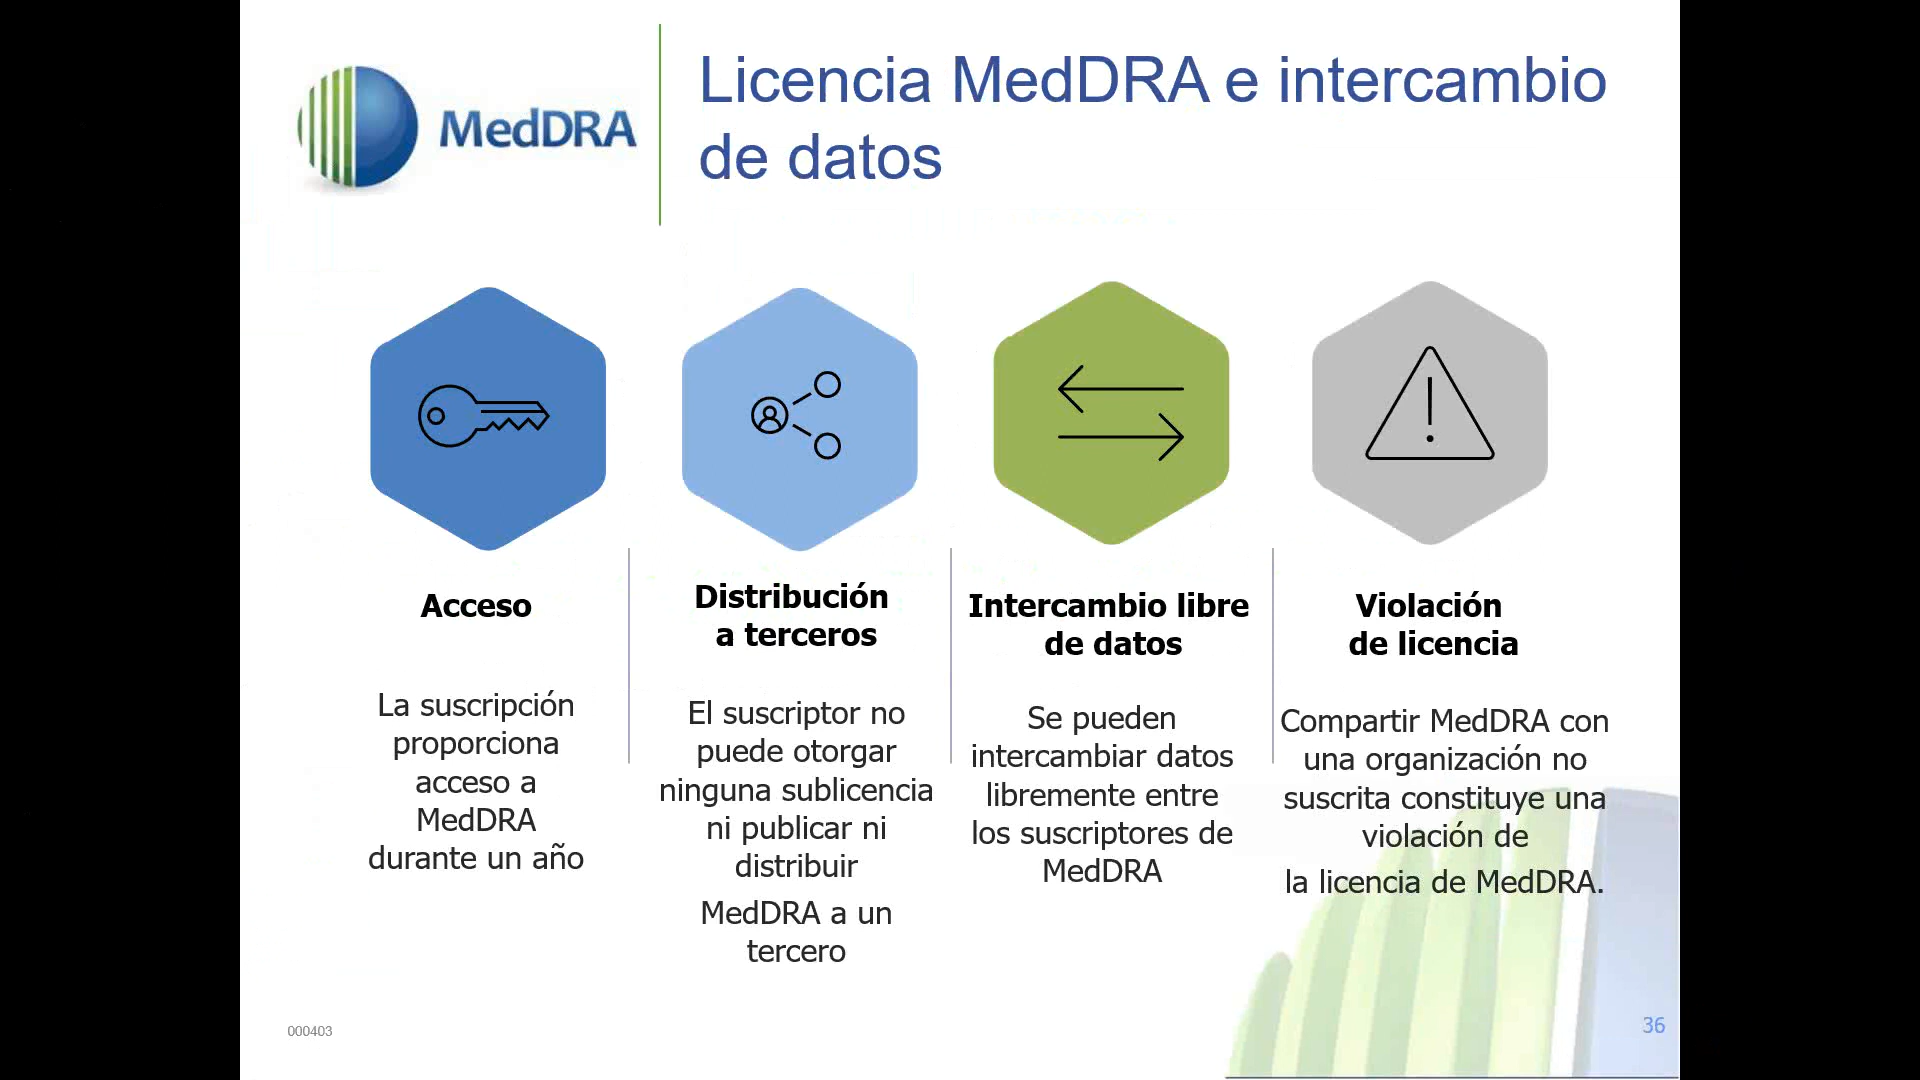 MedDRA
Licencia MedDRA e intercambio
de datos
Acceso
La suscripción
proporciona
acceso a
MedDRA
durante un año
Distribución
a terceros
El suscriptor no
puede otorgar
ninguna sublicencia
ni publicar ni
distribuir
MedDRA a un
tercero
Intercambio libre
de datos
Se pueden
intercambiar datos
libremente entre
los suscriptores de
MedDRA
Violación
de licencia
Compartir MedDRA con
una organización no
suscrita constituye una
violación de
la licencia de MedDRA.
000403
36